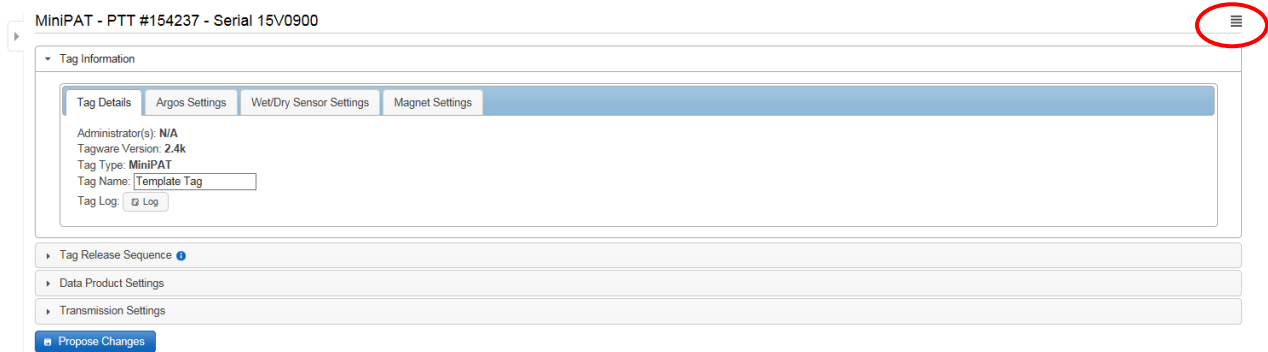 MiniPAT - PTT #154237 - Serial 15V0900
Tag Information
Tag Details Argos Settings Wet/Dry Sensor Settings Magnet Settings
Administrator(s): N/A
Tagware Version: 2.4k
Tag Type: MiniPAT
Tag Name: Template Tag
Tag Log: Log
Tag Release Sequence
Data Product Settings
Transmission Settings
Propose Changes